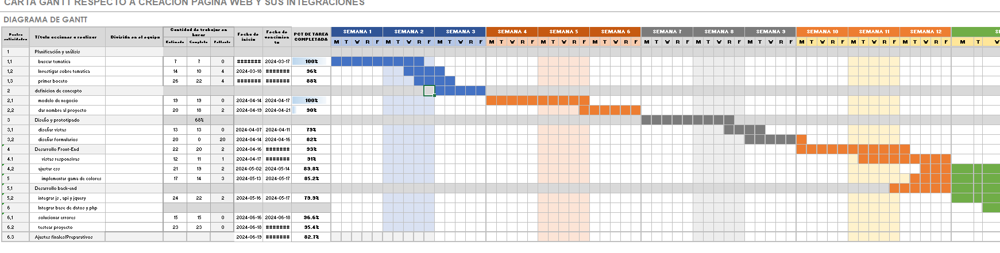 CARTA GANTT RESPECTO A CREACION PAGINA WEB Y SUS INTEGRACIONES
DIAGRAMA DE GANTT
Título acciones a realizar División en el equipo Cantidad de trabajar en horas Estimado Completo Faltante Fecha de inicio Fecha de vencimiento PCT DE TAREA COMPLETADA
SEMANA 1 SEMANA 2 SEMANA 3 SEMANA 4 SEMANA 5 SEMANA 6 SEMANA 7 SEMANA 8 SEMANA 9 SEMANA 10 SEMANA 11 SEMANA 12
M T W R F M T W R F M T W R F M T W R F M T W R F M T W R F M T W R F M T W R F M T W R F M T W R F M T W R F M T W R F M T
1 Planificación y análisis
1,1 buscar tematica 7 7 0 ####### 2024-03-17 100%
1,2 Investigar sobre tematica 14 10 4 2024-03-18 ####### 96%
1,3 primer boceto 26 22 4 ####### ####### 88%
2 definicion de concepto
2,1 modelo de negocio 19 19 0 2024-04-14 2024-04-17 100%
2,2 dar nombre al proyecto 20 18 2 2024-04-19 2024-04-21 90%
3 Diseño y prototipado 68%
3,1 diseñar vistas 13 13 0 2024-04-07 2024-04-11 79%
3,2 diseñar formularios 20 0 20 2024-04-14 2024-04-16 82%
4 Desarrollo Front-End 22 20 2 2024-04-16 ####### 93%
4.1 vistas responsivas 12 11 1 2024-04-17 ####### 91%
4,2 ajustar css 21 19 2 2024-05-02 2024-05-14 89.8%
5 implementar gama de colores 17 14 3 2024-05-13 2024-05-17 85.2%
5,1 Desarrollo back-end
5,2 integrar js , api y jquery 24 22 2 2024-05-16 2024-05-17 79.9%
6 Integrar base de datos y php
6,1 solucionar errores 15 15 0 2024-06-16 2024-06-18 96.6%
6.2 testear proyecto 23 23 0 2024-06-18 ####### 95.4%
6.3 Ajustes finales/Preparativos 2024-06-19 ####### 82.7%